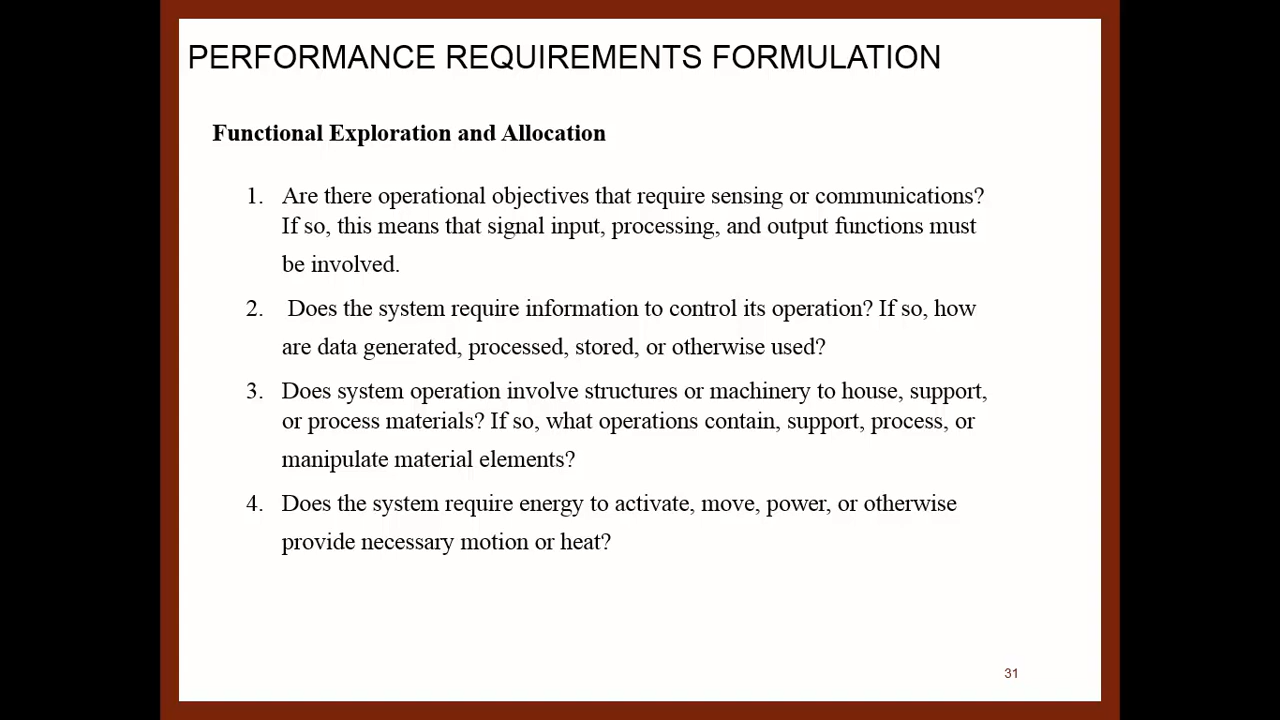 PERFORMANCE REQUIREMENTS FORMULATION
Functional Exploration and Allocation
1. Are there operational objectives that require sensing or communications?
If so, this means that signal input, processing, and output functions must
be involved.
2. Does the system require information to control its operation? If so, how
are data generated, processed, stored, or otherwise used?
3. Does system operation involve structures or machinery to house, support,
or process materials? If so, what operations contain, support, process, or
manipulate material elements?
4. Does the system require energy to activate, move, power, or otherwise
provide necessary motion or heat?
31